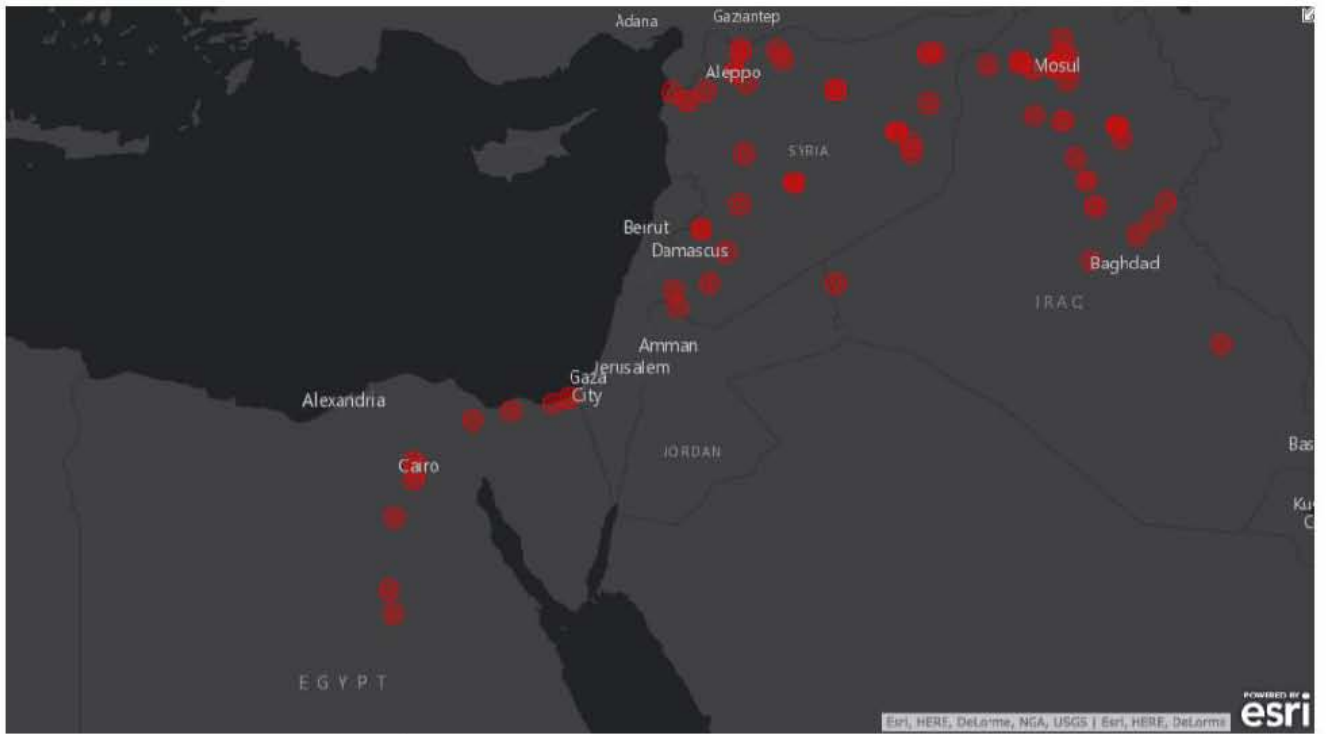 Adana
Gaziantep
Aleppo
Mosul
SYRIA
Beirut
Damascus
Baghdad
IRAQ
Amman
Jerusalem
Gaza
City
Alexandria
JORDAN
Bas
Cairo
Ku
C
EGYPT
POWERED BY
esri
Esri, HERE, DeLorme, NGA, USGS | Esri, HERE, DeLorme